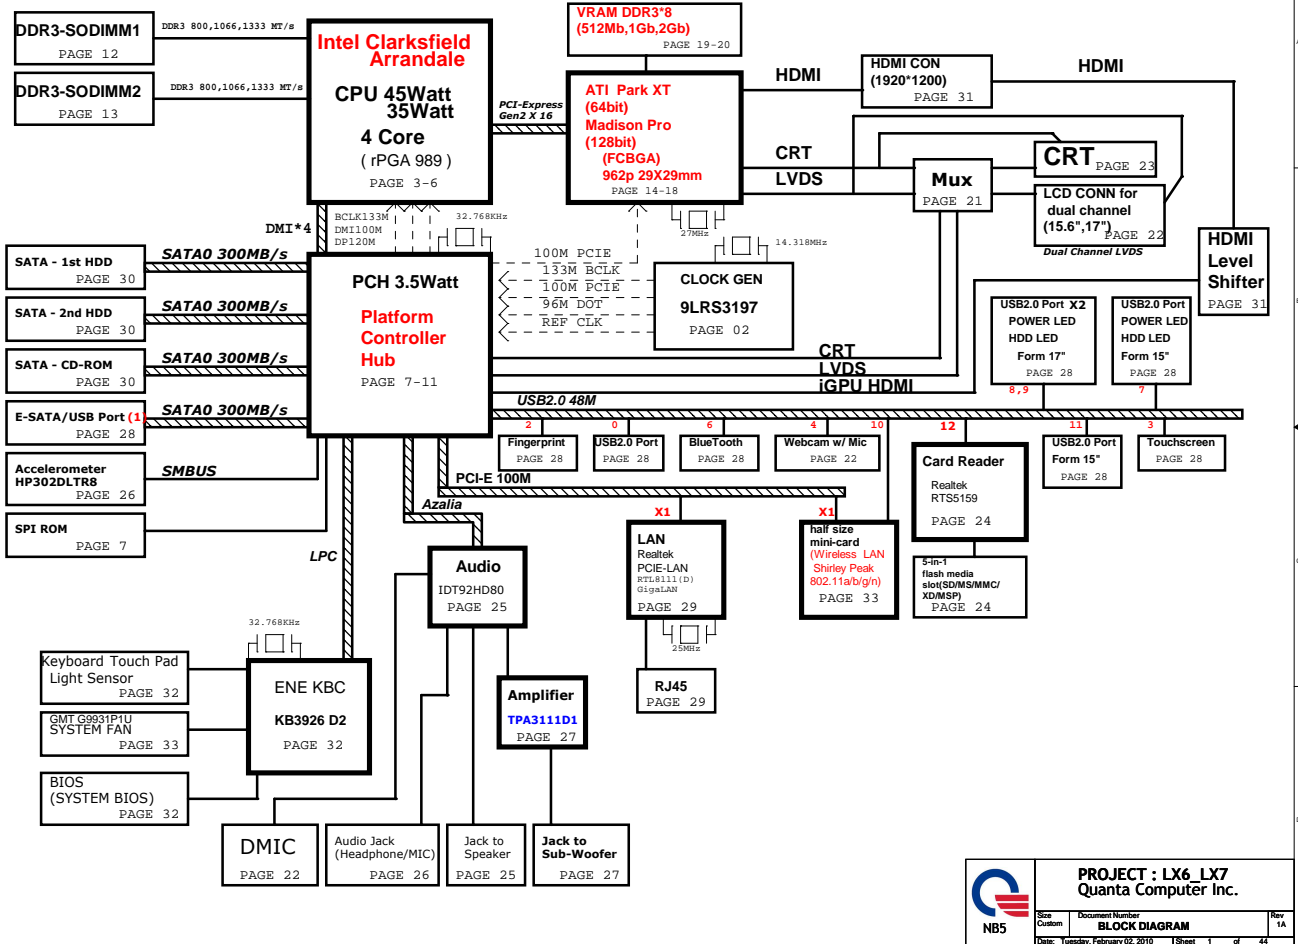 DDR3-SODIMM1
PAGE 12
DDR3 800,1066,1333 MT/s
DDR3-SODIMM2
PAGE 13
DDR3 800,1066,1333 MT/s
Intel Clarksfield
Arrandale
CPU 45Watt
35Watt
4 Core
( rPGA 989 )
PAGE 3-6
PCI-Express
Gen2 X 16
VRAM DDR3*8
(512Mb,1Gb,2Gb)
PAGE 19-20
ATI Park XT
(64bit)
Madison Pro
(128bit)
(FCBGA)
962p 29X29mm
PAGE 14-18
HDMI
HDMI CON
(1920*1200)
PAGE 31
HDMI
CRT
LVDS
Mux
PAGE 21
CRT PAGE 23
LCD CONN for
dual channel
(15.6",17")
PAGE 22
Dual Channel LVDS
HDMI
Level
Shifter
PAGE 31
DMI*4
BCLK133M
DMI100M
DP120M
32.768KHz
27MHz
14.318MHz
100M PCIE
133M BCLK
100M PCIE
96M DOT
REF CLK
CLOCK GEN
9LRS3197
PAGE 02
SATA - 1st HDD
PAGE 30
SATA0 300MB/s
SATA - 2nd HDD
PAGE 30
SATA0 300MB/s
SATA - CD-ROM
PAGE 30
SATA0 300MB/s
E-SATA/USB Port (1)
PAGE 28
SATA0 300MB/s
Accelerometer
HP302DLTR8
PAGE 26
SMBUS
SPI ROM
PAGE 7
PCH 3.5Watt
Platform
Controller
Hub
PAGE 7-11
CRT
LVDS
iGPU HDMI
USB2.0 48M
USB2.0 Port X2
POWER LED
HDD LED
Form 17"
PAGE 28
8,9
USB2.0 Port
POWER LED
HDD LED
Form 15"
PAGE 28
7
2
Fingerprint
PAGE 28
0
USB2.0 Port
PAGE 28
6
BlueTooth
PAGE 28
4
Webcam w/ Mic
PAGE 22
10
12
Card Reader
Realtek
RTS5159
PAGE 24
11
USB2.0 Port
Form 15"
PAGE 28
3
Touchscreen
PAGE 28
5-in-1
flash media
slot(SD/MS/MMC/
XD/MSP)
PAGE 24
PCI-E 100M
Azalia
LPC
X1
LAN
Realtek
PCIE-LAN
RTL8111(D)
GigaLAN
PAGE 29
25MHz
RJ45
PAGE 29
X1
half size
mini-card
(Wireless LAN
Shirley Peak
802.11a/b/g/n)
PAGE 33
Audio
IDT92HD80
PAGE 25
Amplifier
TPA3111D1
PAGE 27
32.768KHz
ENE KBC
KB3926 D2
PAGE 32
Keyboard Touch Pad
Light Sensor
PAGE 32
GMT G9931P1U
SYSTEM FAN
PAGE 33
BIOS
(SYSTEM BIOS)
PAGE 32
DMIC
PAGE 22
Audio Jack
(Headphone/MIC)
PAGE 26
Jack to
Speaker
PAGE 25
Jack to
Sub-Woofer
PAGE 27
NB5
PROJECT : LX6_LX7
Quanta Computer Inc.
Size
Custom
Document Number
BLOCK DIAGRAM
Rev
1A
Date: Tuesday, February 02, 2010 Sheet 1 of 44